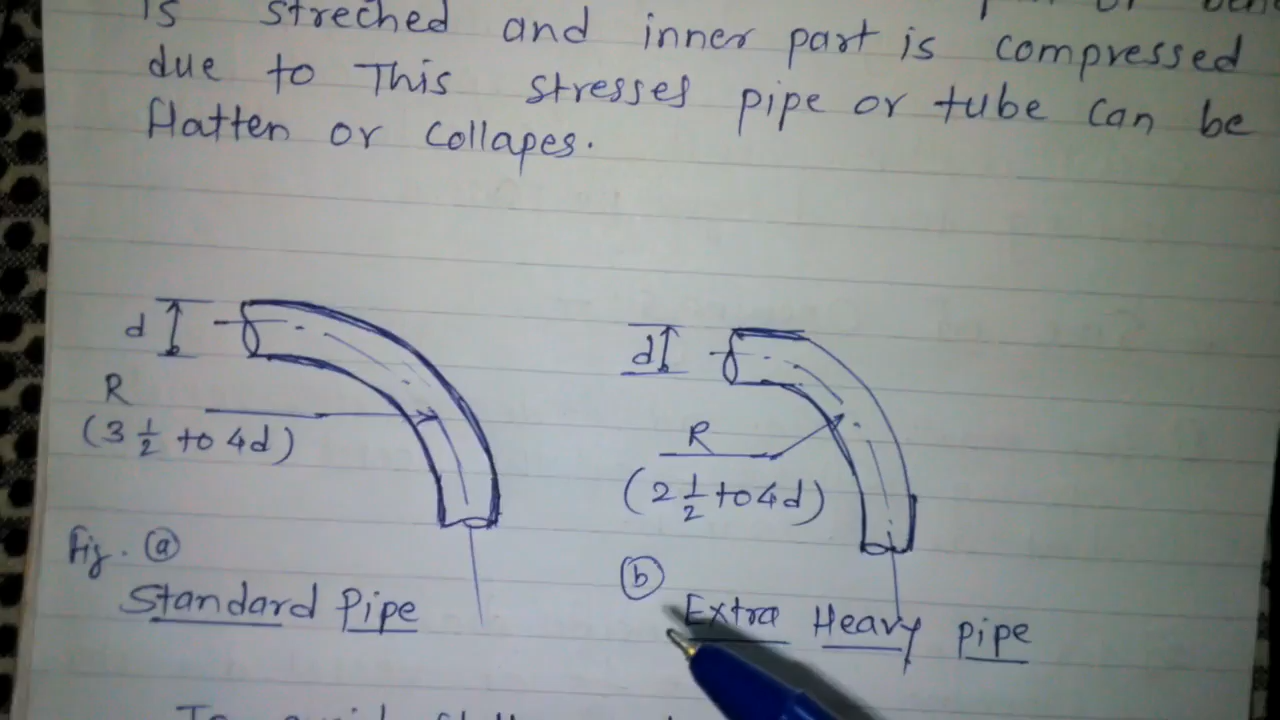 is streched and inner part is compressed
due to This stresses pipe or tube can be
flatten or collapes.
d
R
(3 1/2 to 4d)
Fig. ⓐ
Standard Pipe
d
R
(2 1/2 to 4d)
ⓑ
Extra Heavy pipe